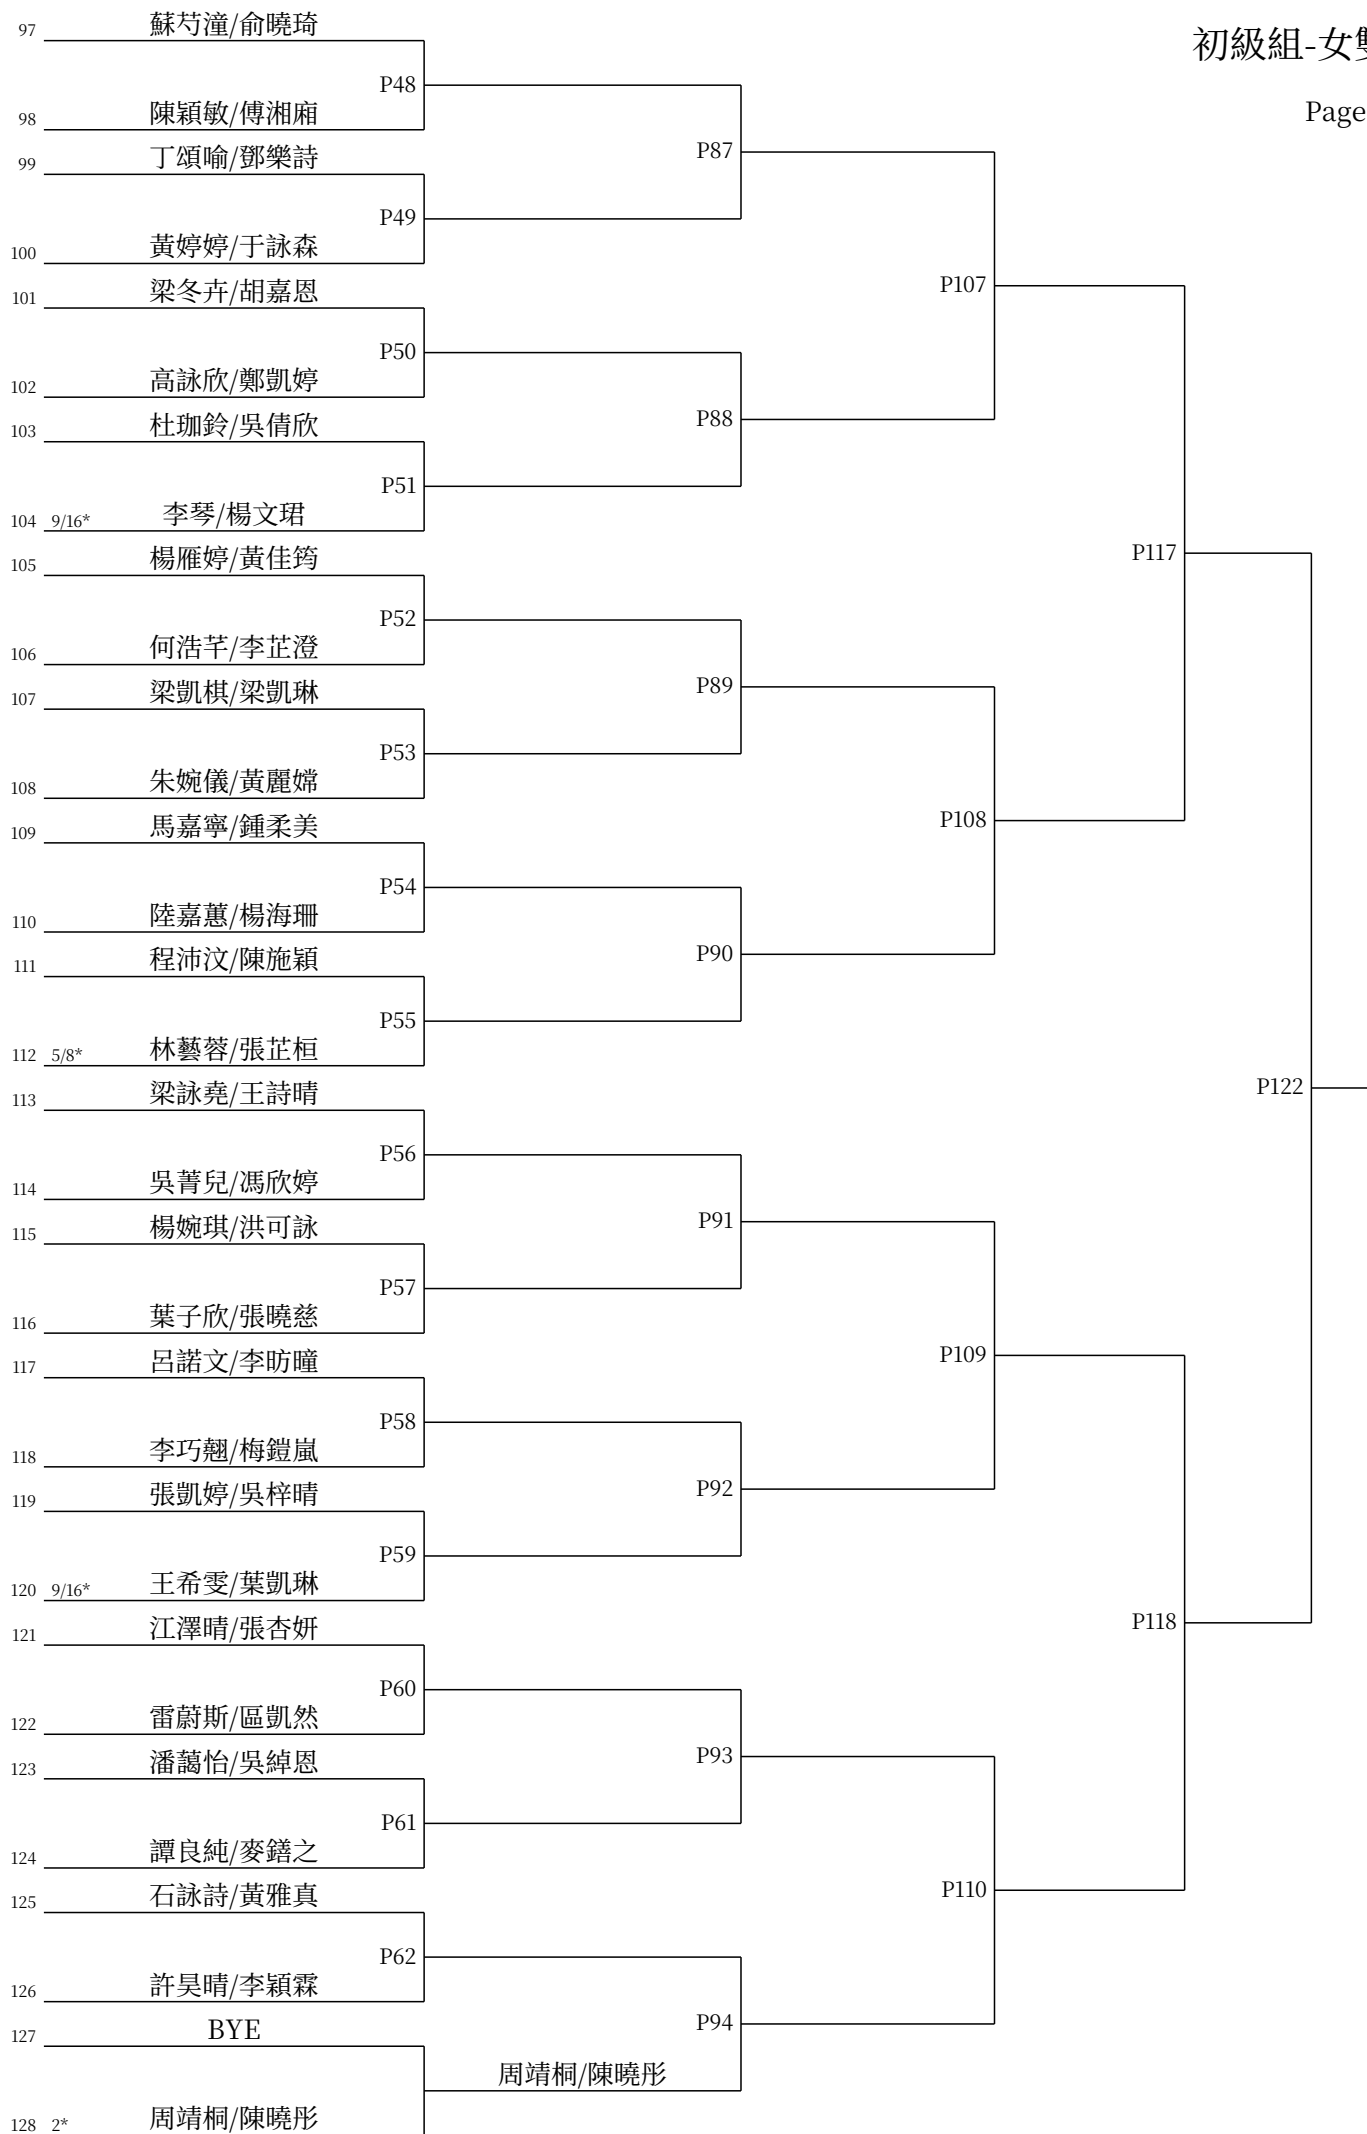 初級組-女雙
Page
97 蘇芍潼/俞曉琦
P48
98 陳穎敏/傅湘廂
99 丁頌喻/鄧樂詩
P87
P49
100 黃婷婷/于詠森
101 梁冬卉/胡嘉恩
P107
P50
102 高詠欣/鄭凱婷
103 杜珈鈴/吳倩欣
P88
P51
104 9/16* 李琴/楊文珺
105 楊雁婷/黃佳筠
P117
P52
106 何浩芊/李芷澄
107 梁凱棋/梁凱琳
P89
P53
108 朱婉儀/黃麗嫦
109 馬嘉寧/鍾柔美
P108
P54
110 陸嘉蕙/楊海珊
111 程沛汶/陳施穎
P90
P55
112 5/8* 林藝蓉/張芷桓
113 梁詠堯/王詩晴
P122
P56
114 吳菁兒/馮欣婷
115 楊婉琪/洪可詠
P91
P57
116 葉子欣/張曉慈
117 呂諾文/李昉曈
P109
P58
118 李巧翹/梅鎧嵐
119 張凱婷/吳梓晴
P92
P59
120 9/16* 王希雯/葉凱琳
121 江澤晴/張杏妍
P118
P60
122 雷蔚斯/區凱然
123 潘藹怡/吳綽恩
P93
P61
124 譚良純/麥鐥之
125 石詠詩/黃雅真
P110
P62
126 許昊晴/李穎霖
127 BYE
P94
周靖桐/陳曉彤
128 2* 周靖桐/陳曉彤